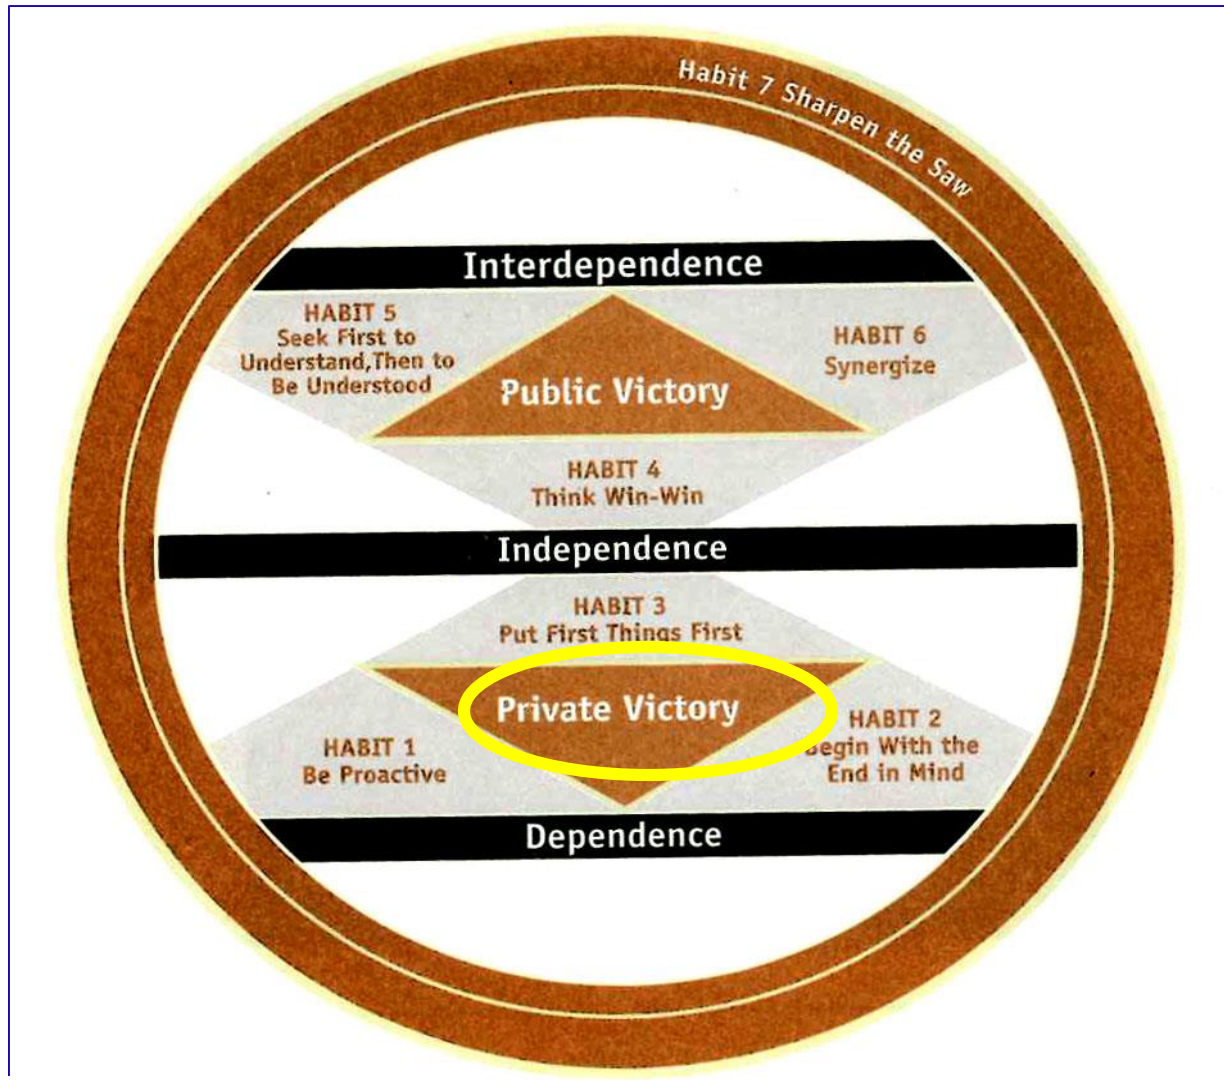 Habit 7 Sharpen the Saw
Interdependence
HABIT 5
Seek First to
Understand,Then to
Be Understood
HABIT 6
Synergize
Public Victory
HABIT 4
Think Win-Win
Independence
HABIT 3
Put First Things First
Private Victory
HABIT 1
Be Proactive
HABIT 2
Begin With the
End in Mind
Dependence